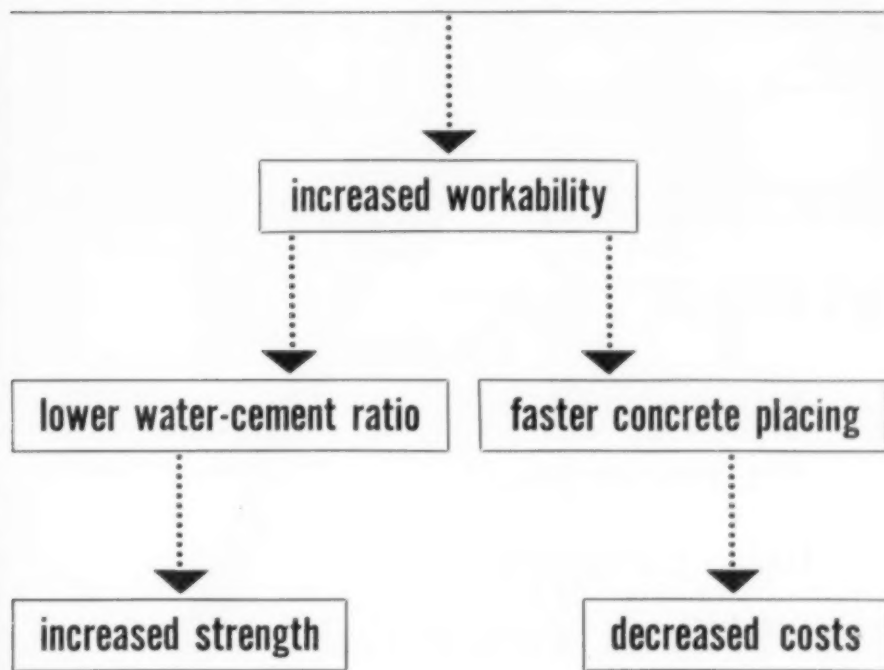 increased workability
lower water-cement ratio
faster concrete placing
increased strength
decreased costs